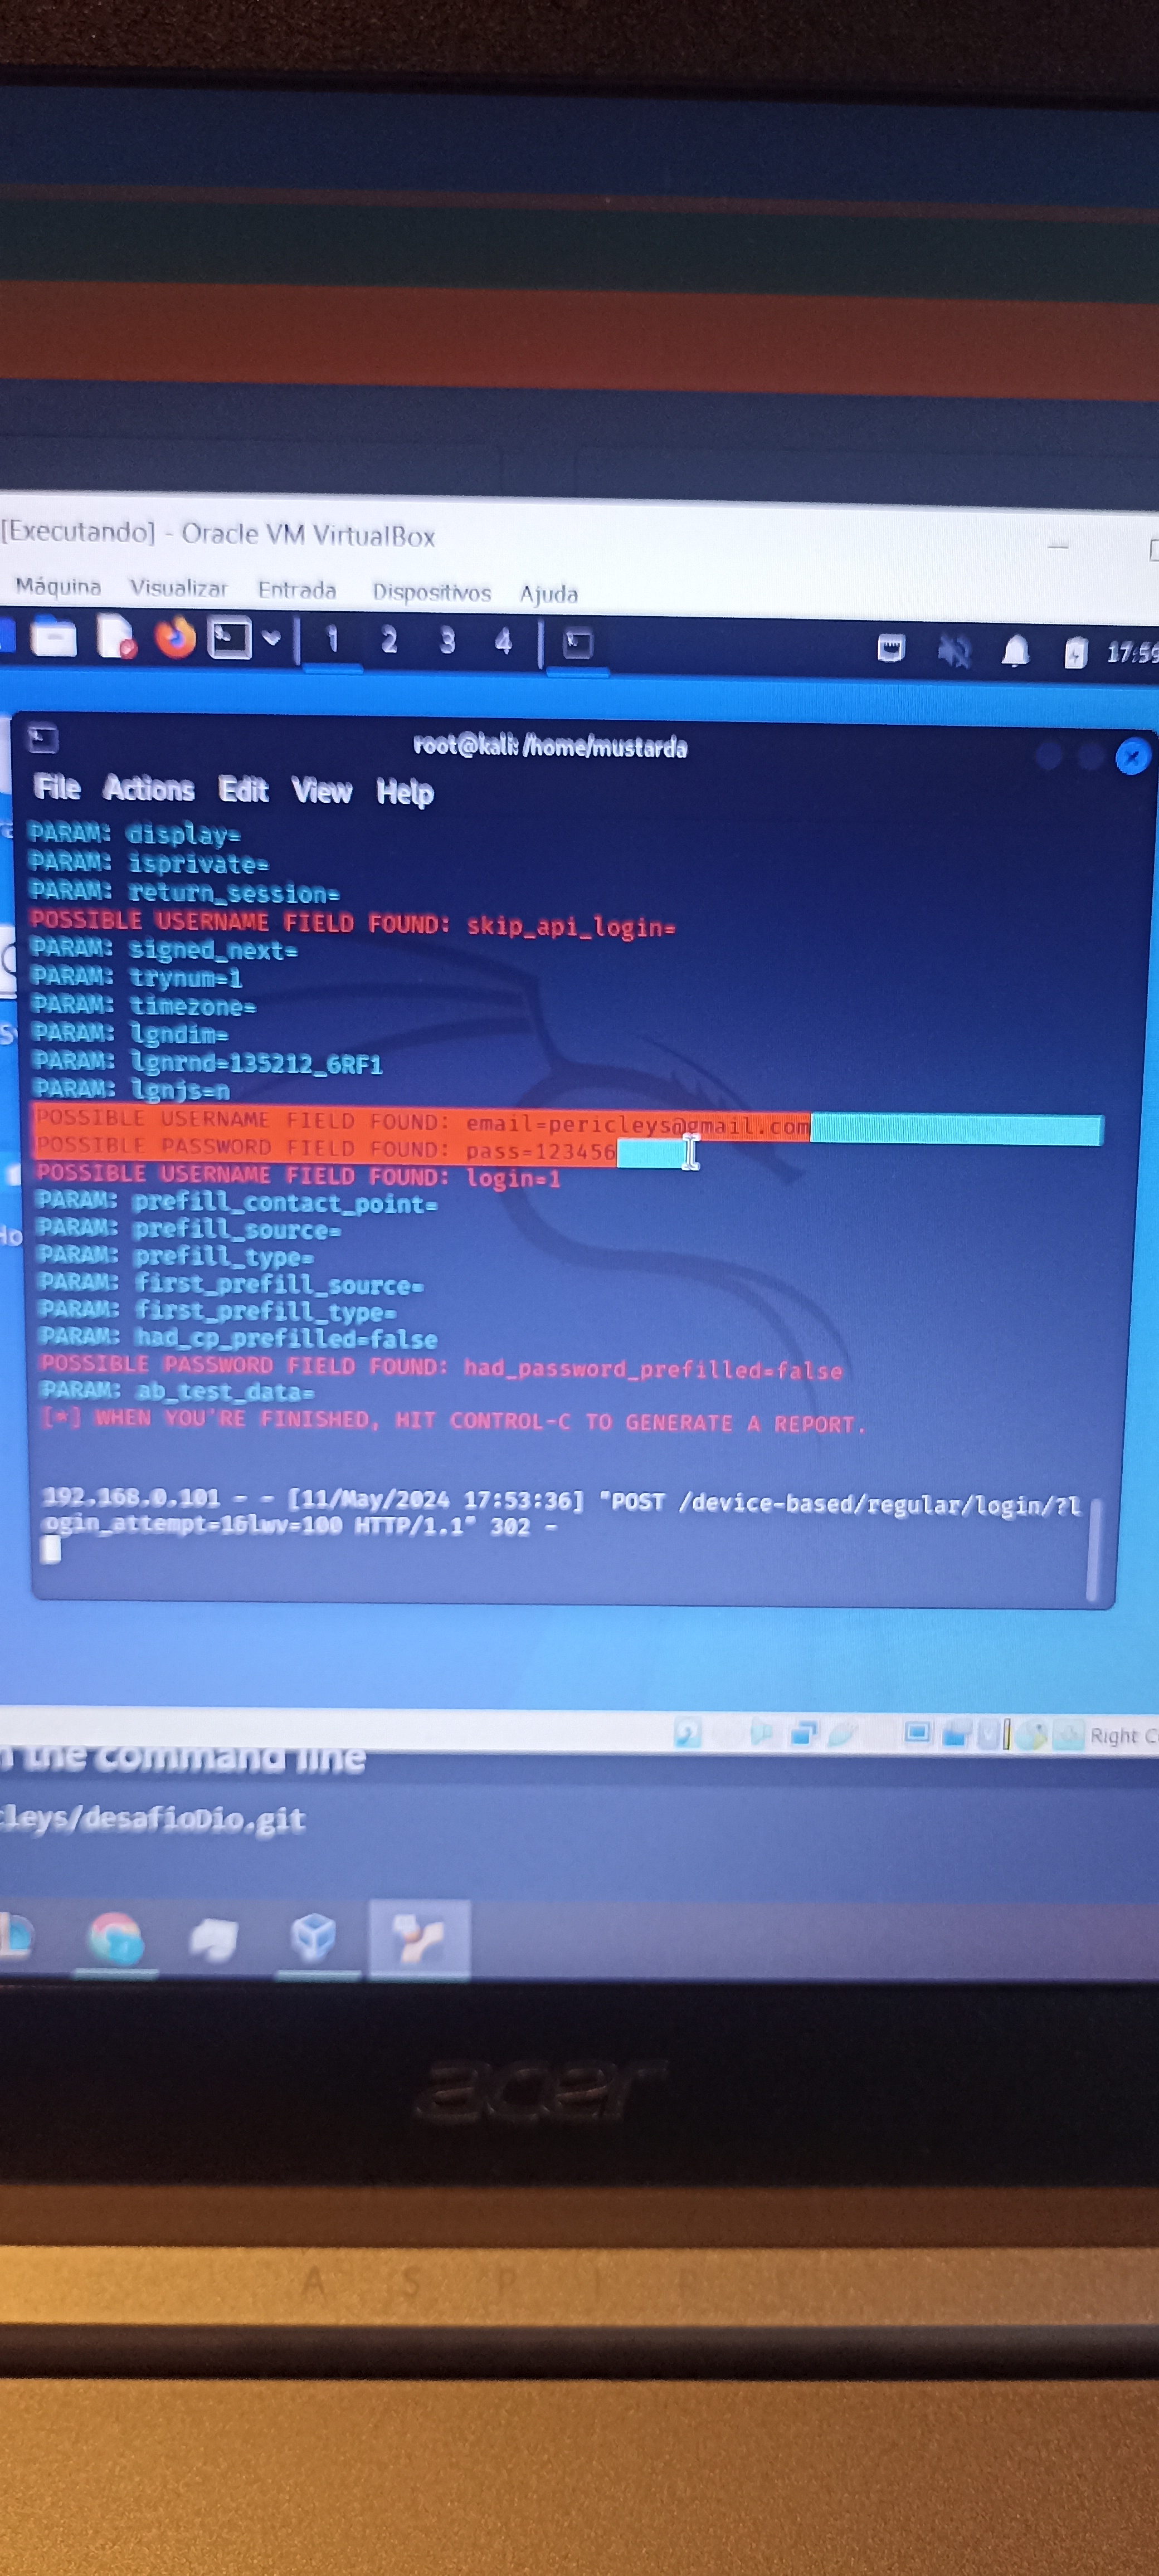 [Executando] - Oracle VM VirtualBox
Máquina Visualizar Entrada Dispositivos Ajuda
1 2 3 4 17:59
root@kali: /home/mustarda
File Actions Edit View Help
PARAM: display=
PARAM: isprivate=
PARAM: return_session=
POSSIBLE USERNAME FIELD FOUND: skip_api_login=
PARAM: signed_next=
PARAM: trynum=1
PARAM: timezone=
PARAM: lgndim=
PARAM: lgnrnd=135212_6RF1
PARAM: lgnjs=n
POSSIBLE USERNAME FIELD FOUND: email=pericleys@gmail.com
POSSIBLE PASSWORD FIELD FOUND: pass=123456
POSSIBLE USERNAME FIELD FOUND: login=1
PARAM: prefill_contact_point=
PARAM: prefill_source=
PARAM: prefill_type=
PARAM: first_prefill_source=
PARAM: first_prefill_type=
PARAM: had_cp_prefilled=false
POSSIBLE PASSWORD FIELD FOUND: had_password_prefilled=false
PARAM: ab_test_data=
[*] WHEN YOU'RE FINISHED, HIT CONTROL-C TO GENERATE A REPORT.
192.168.0.101 - - [11/May/2024 17:53:36] "POST /device-based/regular/login/?l
ogin_attempt=1&lwv=100 HTTP/1.1" 302 -
Right C
the command line
cleys/desafioDio.git
acer
ASPIR